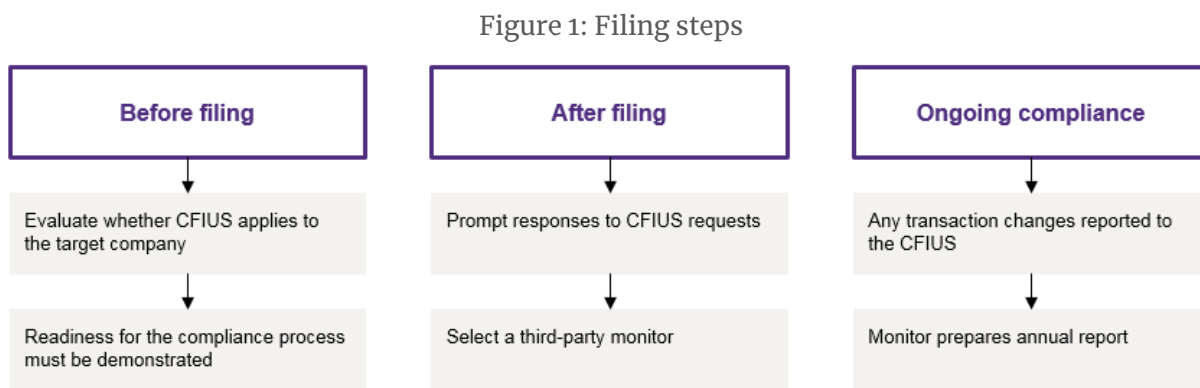 Figure 1: Filing steps
Before filing
Evaluate whether CFIUS applies to
the target company
Readiness for the compliance process
must be demonstrated
After filing
Prompt responses to CFIUS requests
Select a third-party monitor
Ongoing compliance
Any transaction changes reported to
the CFIUS
Monitor prepares annual report